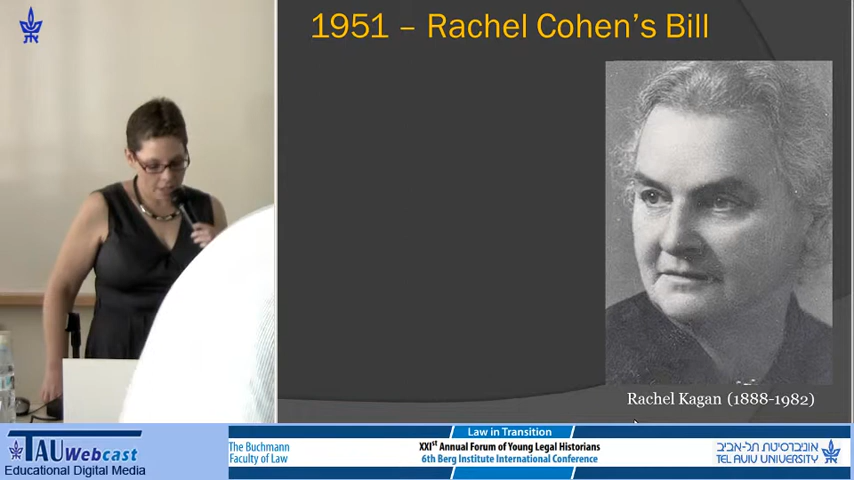 1951 – Rachel Cohen's Bill
Rachel Kagan (1888-1982)
TAU Webcast
Educational Digital Media
The Buchmann
Faculty of Law
Law in Transition
XXIst Annual Forum of Young Legal Historians
6th Berg Institute International Conference
אוניברסיטת תל-אביב
TEL AVIV UNIVERSITY